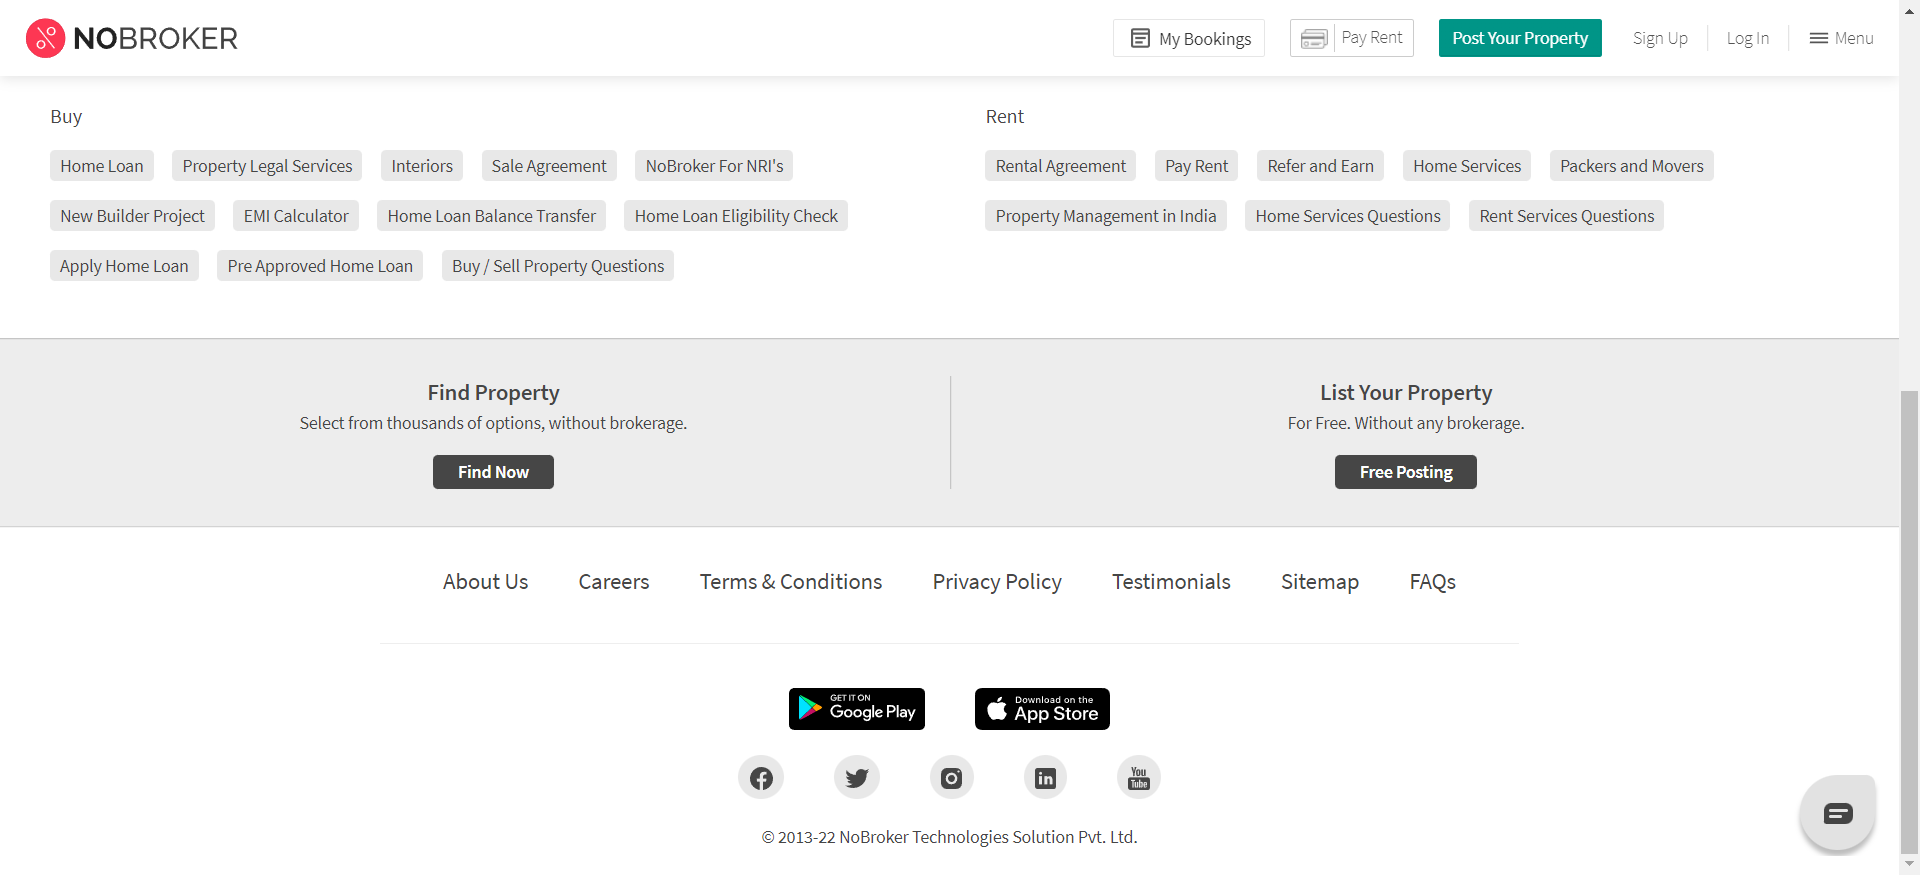 NOBROKER My Bookings Pay Rent Post Your Property Sign Up Log In Menu
Buy
Home Loan Property Legal Services Interiors Sale Agreement NoBroker For NRI's
New Builder Project EMI Calculator Home Loan Balance Transfer Home Loan Eligibility Check
Apply Home Loan Pre Approved Home Loan Buy / Sell Property Questions
Rent
Rental Agreement Pay Rent Refer and Earn Home Services Packers and Movers
Property Management in India Home Services Questions Rent Services Questions
Find Property
Select from thousands of options, without brokerage.
Find Now
List Your Property
For Free. Without any brokerage.
Free Posting
About Us Careers Terms & Conditions Privacy Policy Testimonials Sitemap FAQs
GET IT ON
Google Play
Download on the
App Store
You
Tube
© 2013-22 NoBroker Technologies Solution Pvt. Ltd.